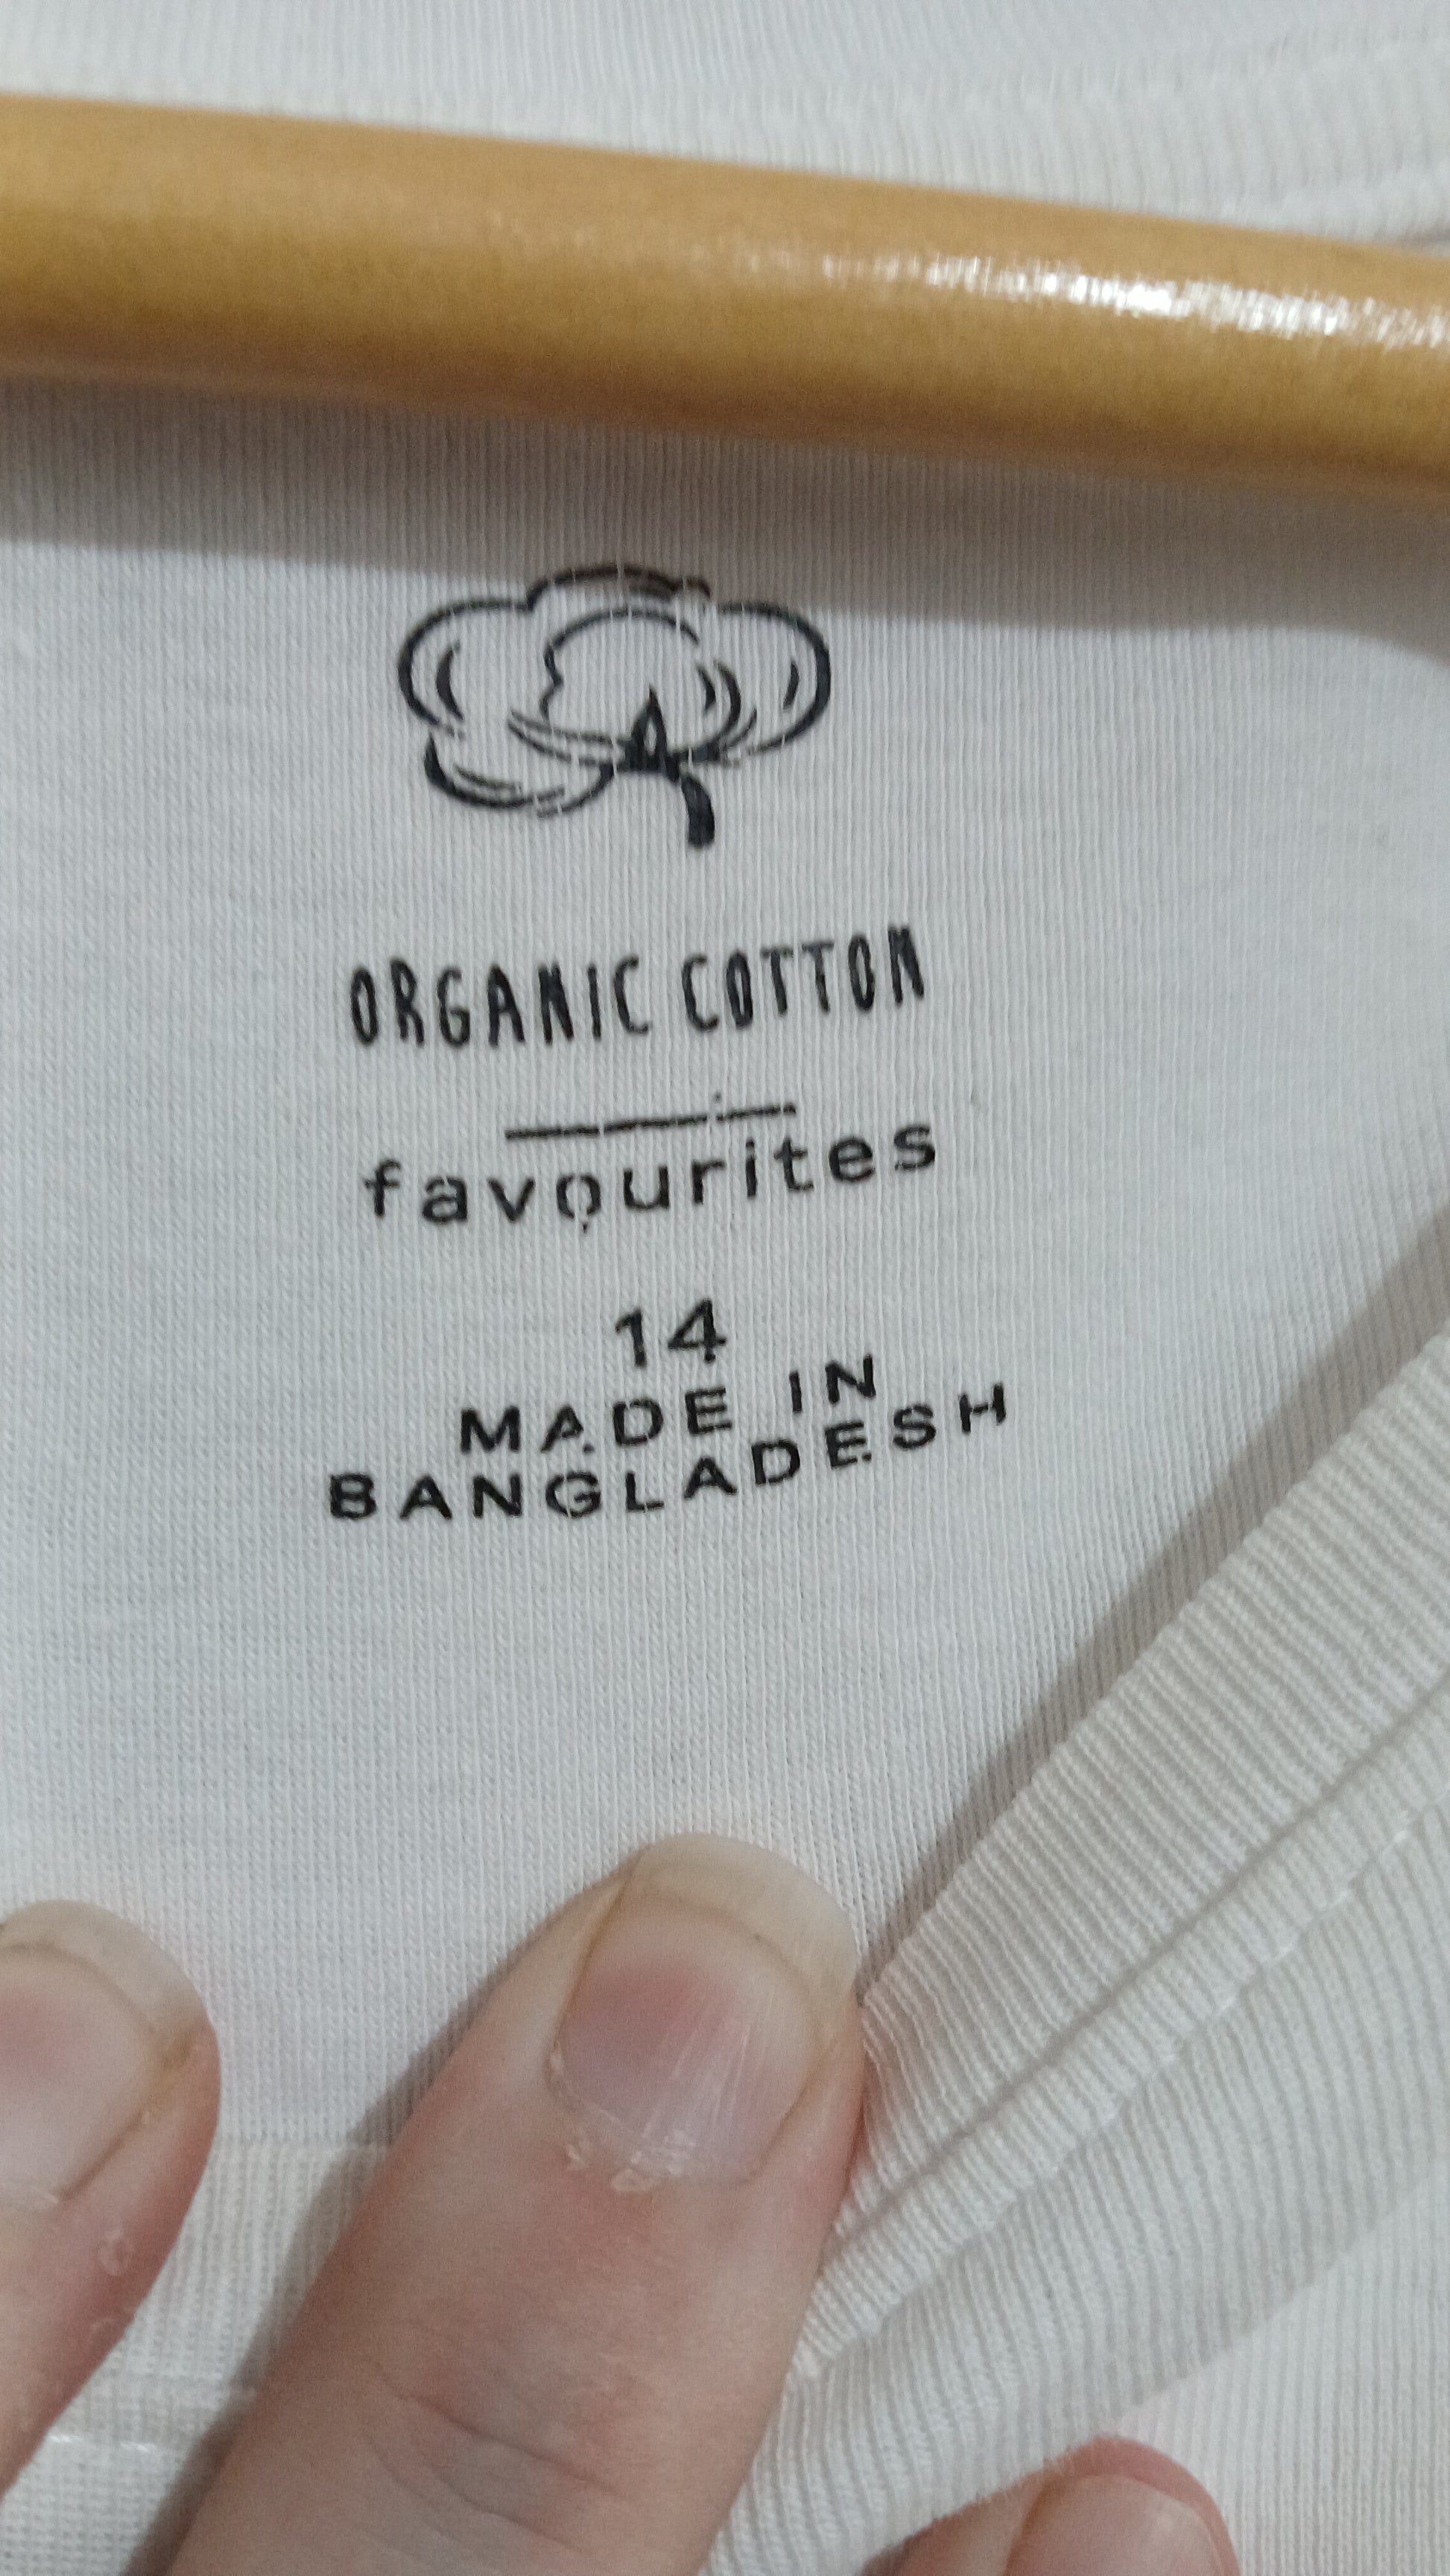 ORGANIC COTTON
favourites
14
MADE IN
BANGLADESH